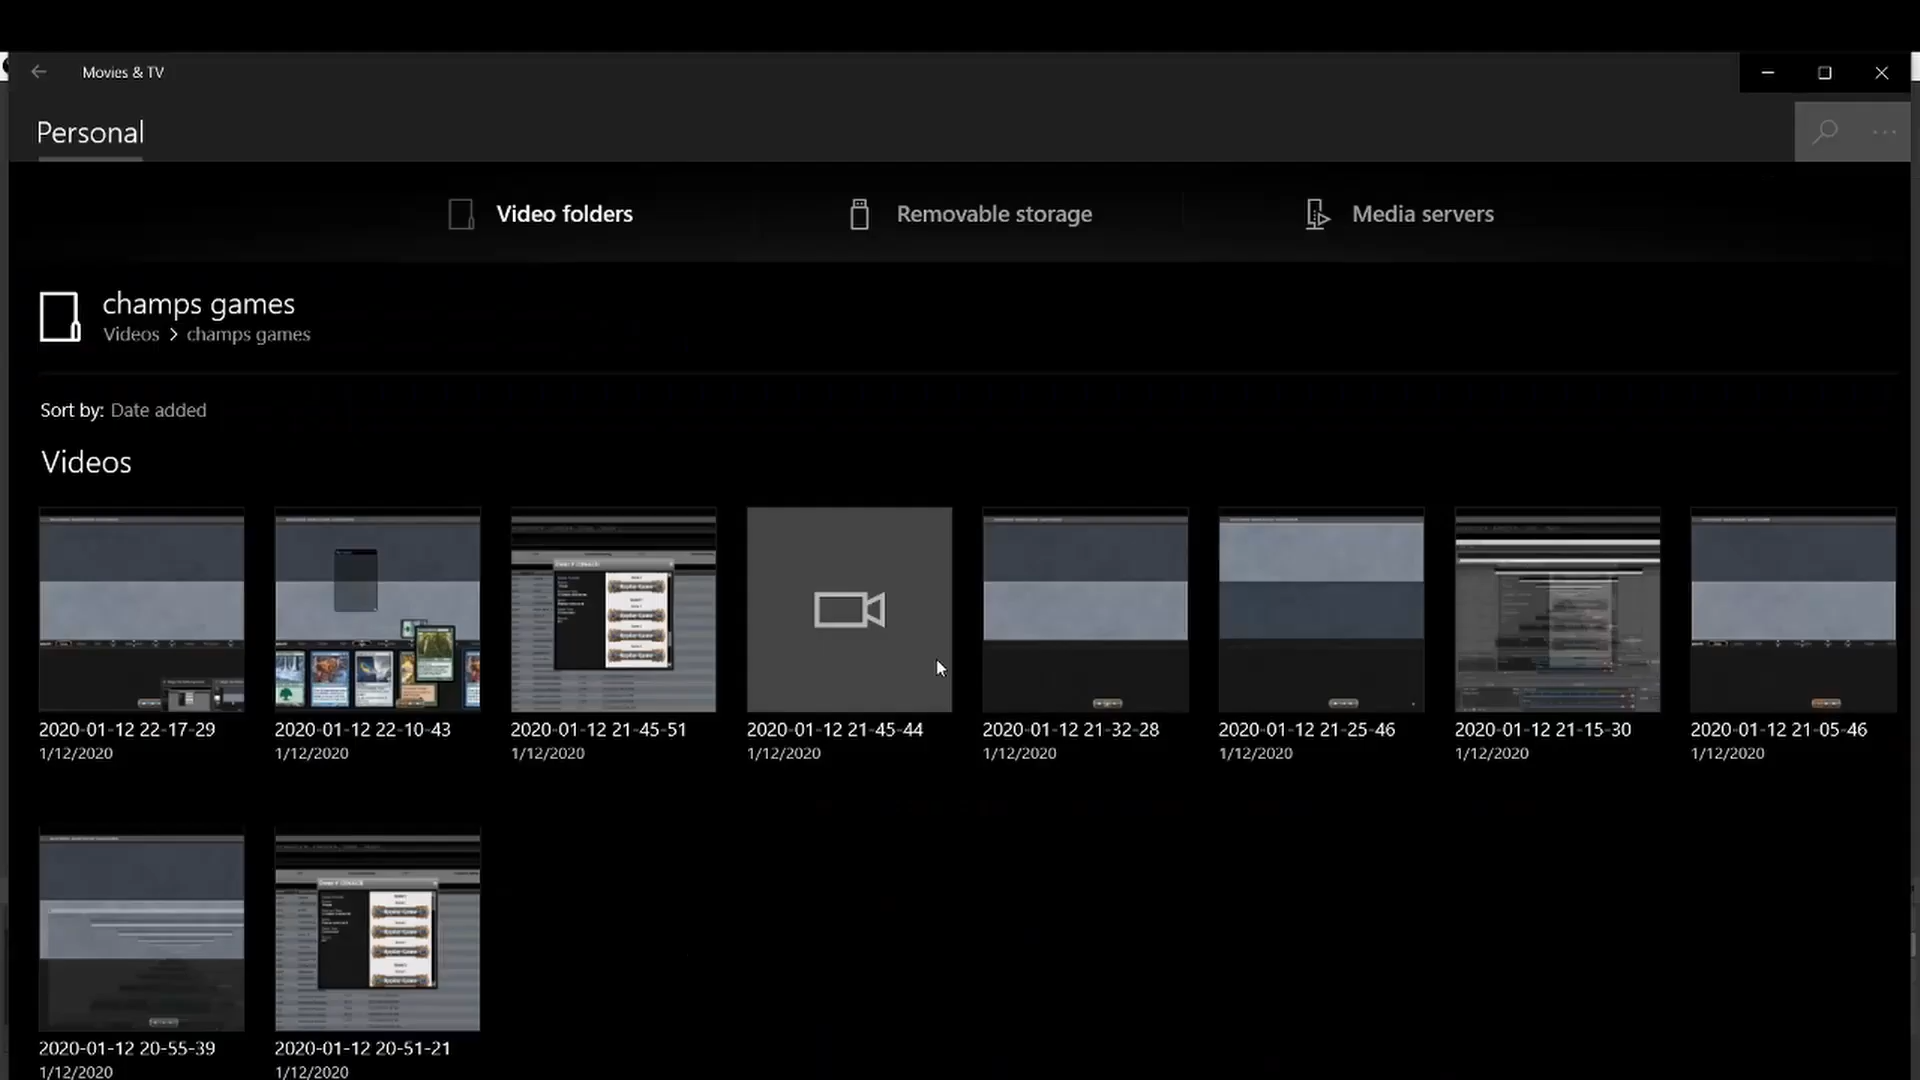 Movies & TV
Personal
Video folders
Removable storage
Media servers
champs games
Videos > champs games
Sort by: Date added
Videos
2020-01-12 22-17-29
1/12/2020
2020-01-12 22-10-43
1/12/2020
2020-01-12 21-45-51
1/12/2020
2020-01-12 21-45-44
1/12/2020
2020-01-12 21-32-28
1/12/2020
2020-01-12 21-25-46
1/12/2020
2020-01-12 21-15-30
1/12/2020
2020-01-12 21-05-46
1/12/2020
2020-01-12 20-55-39
1/12/2020
2020-01-12 20-51-21
1/12/2020